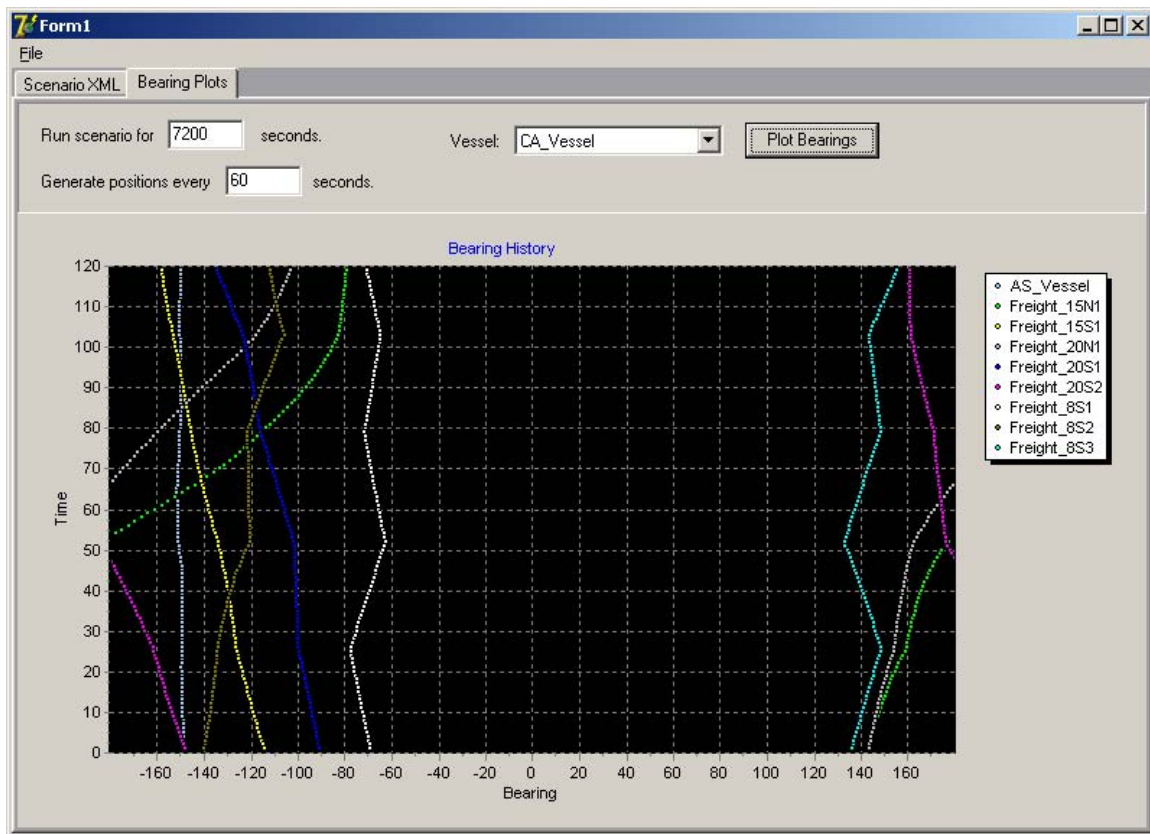 Form1
File
Scenario XML Bearing Plots
Run scenario for 7200 seconds. Vessel: CA_Vessel Plot Bearings
Generate positions every 60 seconds.
Bearing History
120
100
90
80
70
60
50
40
30
20
10
0
Time
-160 -140 -120 -100 -80 -60 -40 -20 0 20 40 60 80 100 120 140 160
Bearing
AS_Vessel
Freight_15N1
Freight_15S1
Freight_20N1
Freight_20S1
Freight_20S2
Freight_8S1
Freight_8S2
Freight_8S3